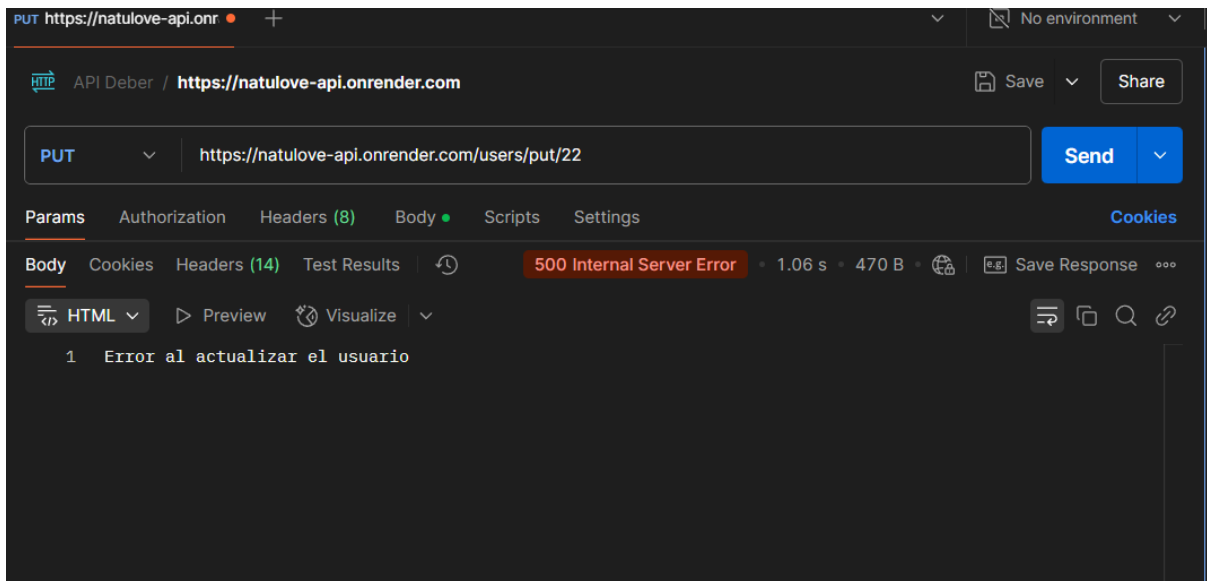 PUT https://natulove-api.onr
No environment
HTTP API Deber / https://natulove-api.onrender.com
Save
Share
PUT https://natulove-api.onrender.com/users/put/22
Send
Params Authorization Headers (8) Body Scripts Settings Cookies
Body Cookies Headers (14) Test Results 500 Internal Server Error 1.06 s 470 B e.g. Save Response
HTML Preview Visualize
1 Error al actualizar el usuario